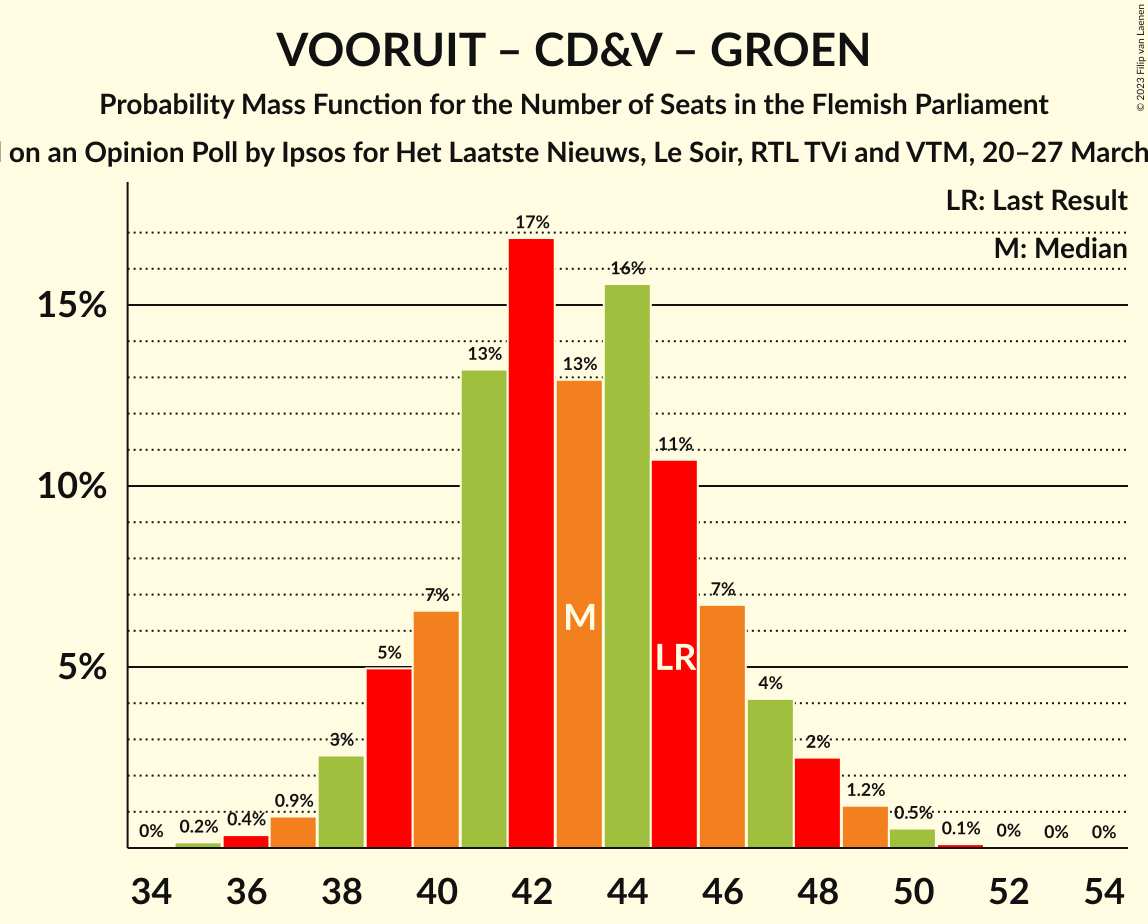 VOORUIT – CD&V – GROEN
Probability Mass Function for the Number of Seats in the Flemish Parliament
on an Opinion Poll by Ipsos for Het Laatste Nieuws, Le Soir, RTL TVi and VTM, 20–27 March
© 2023 Filip van Laenen
LR: Last Result
M: Median
17%
16%
15%
13%
13%
11%
10%
7%
7%
M
LR
5%
5%
4%
3%
2%
0%
0.2%
0.4%
0.9%
1.2%
0.5%
0.1%
0%
0%
0%
34 36 38 40 42 44 46 48 50 52 54